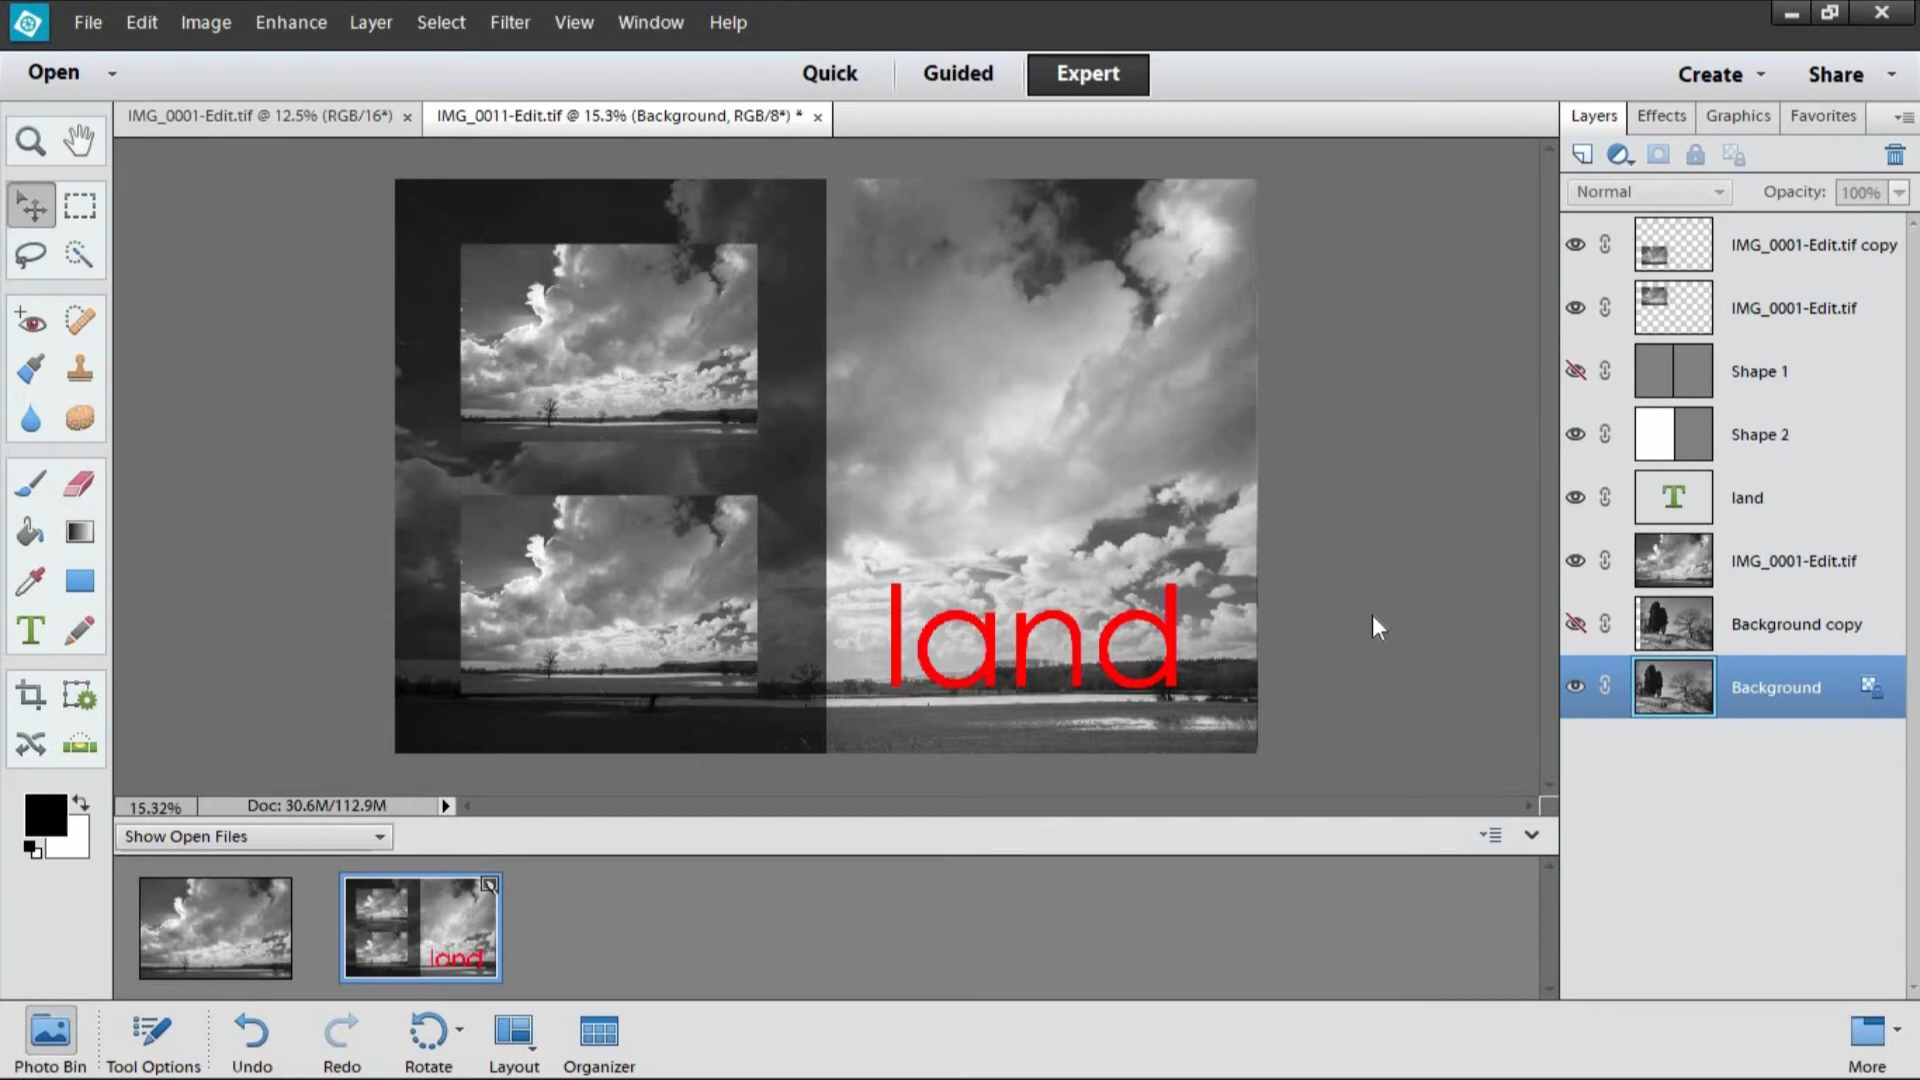 File Edit Image Enhance Layer Select Filter View Window Help
Open Quick Guided Expert Create Share
IMG_0001-Edit.tif @ 12.5% (RGB/16*) × IMG_0011-Edit.tif @ 15.3% (Background, RGB/8*) * ×
Layers Effects Graphics Favorites
Normal Opacity: 100%
IMG_0001-Edit.tif copy
IMG_0001-Edit.tif
Shape 1
Shape 2
T land
IMG_0001-Edit.tif
Background copy
Background
land
T
15.32% Doc: 30.6M/112.9M
Show Open Files
land
Photo Bin Tool Options Undo Redo Rotate Layout Organizer More